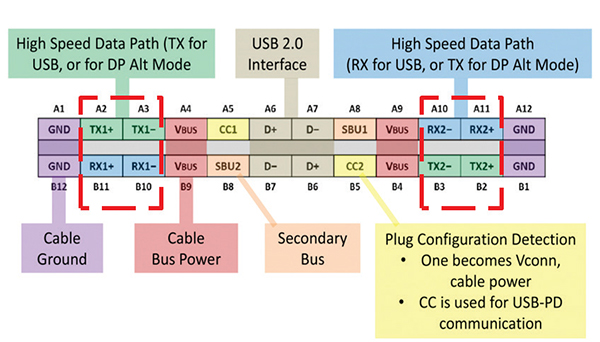 High Speed Data Path (TX for
USB, or for DP Alt Mode
USB 2.0
Interface
High Speed Data Path
(RX for USB, or TX for DP Alt Mode)
A1 A2 A3 A4 A5 A6 A7 A8 A9 A10 A11 A12
GND TX1+ TX1− VBUS CC1 D+ D− SBU1 VBUS RX2− RX2+ GND
GND RX1+ RX1− VBUS SBU2 D− D+ CC2 VBUS TX2− TX2+ GND
B12 B11 B10 B9 B8 B7 B6 B5 B4 B3 B2 B1
Cable
Ground
Cable
Bus Power
Secondary
Bus
Plug Configuration Detection
• One becomes Vconn,
cable power
• CC is used for USB-PD
communication